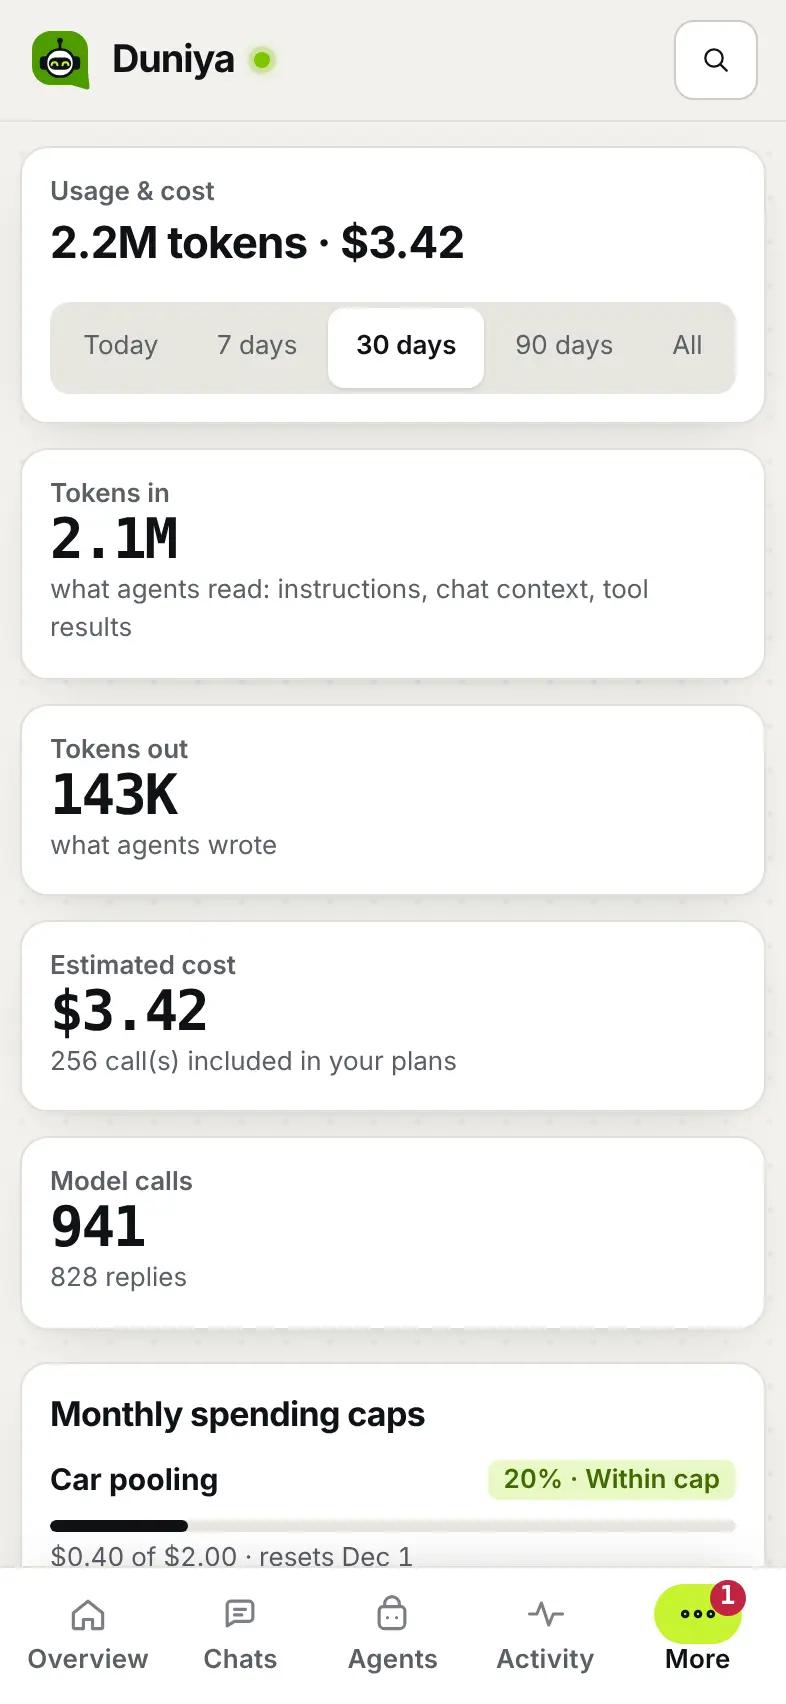 Duniya
Usage & cost
2.2M tokens · $3.42
Today 7 days 30 days 90 days All
Tokens in
2.1M
what agents read: instructions, chat context, tool
results
Tokens out
143K
what agents wrote
Estimated cost
$3.42
256 call(s) included in your plans
Model calls
941
828 replies
Monthly spending caps
Car pooling 20% · Within cap
$0.40 of $2.00 · resets Dec 1
1
Overview Chats Agents Activity More